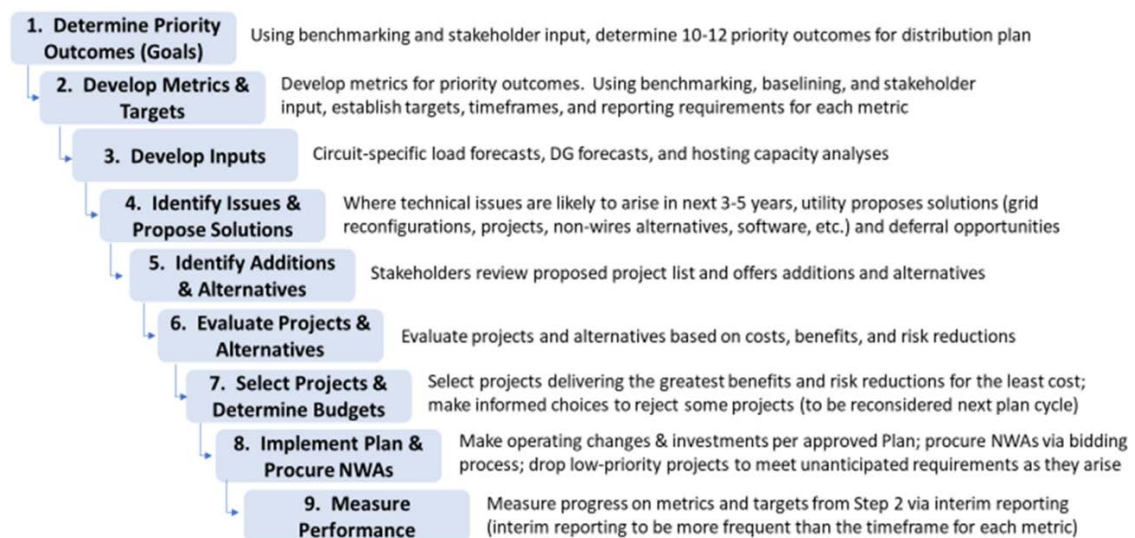 1. Determine Priority
Outcomes (Goals)
Using benchmarking and stakeholder input, determine 10-12 priority outcomes for distribution plan
2. Develop Metrics &
Targets
Develop metrics for priority outcomes. Using benchmarking, baselining, and stakeholder
input, establish targets, timeframes, and reporting requirements for each metric
3. Develop Inputs
Circuit-specific load forecasts, DG forecasts, and hosting capacity analyses
4. Identify Issues &
Propose Solutions
Where technical issues are likely to arise in next 3-5 years, utility proposes solutions (grid
reconfigurations, projects, non-wires alternatives, software, etc.) and deferral opportunities
5. Identify Additions
& Alternatives
Stakeholders review proposed project list and offers additions and alternatives
6. Evaluate Projects &
Alternatives
Evaluate projects and alternatives based on costs, benefits, and risk reductions
7. Select Projects &
Determine Budgets
Select projects delivering the greatest benefits and risk reductions for the least cost;
make informed choices to reject some projects (to be reconsidered next plan cycle)
8. Implement Plan &
Procure NWAs
Make operating changes & investments per approved Plan; procure NWAs via bidding
process; drop low-priority projects to meet unanticipated requirements as they arise
9. Measure
Performance
Measure progress on metrics and targets from Step 2 via interim reporting
(interim reporting to be more frequent than the timeframe for each metric)